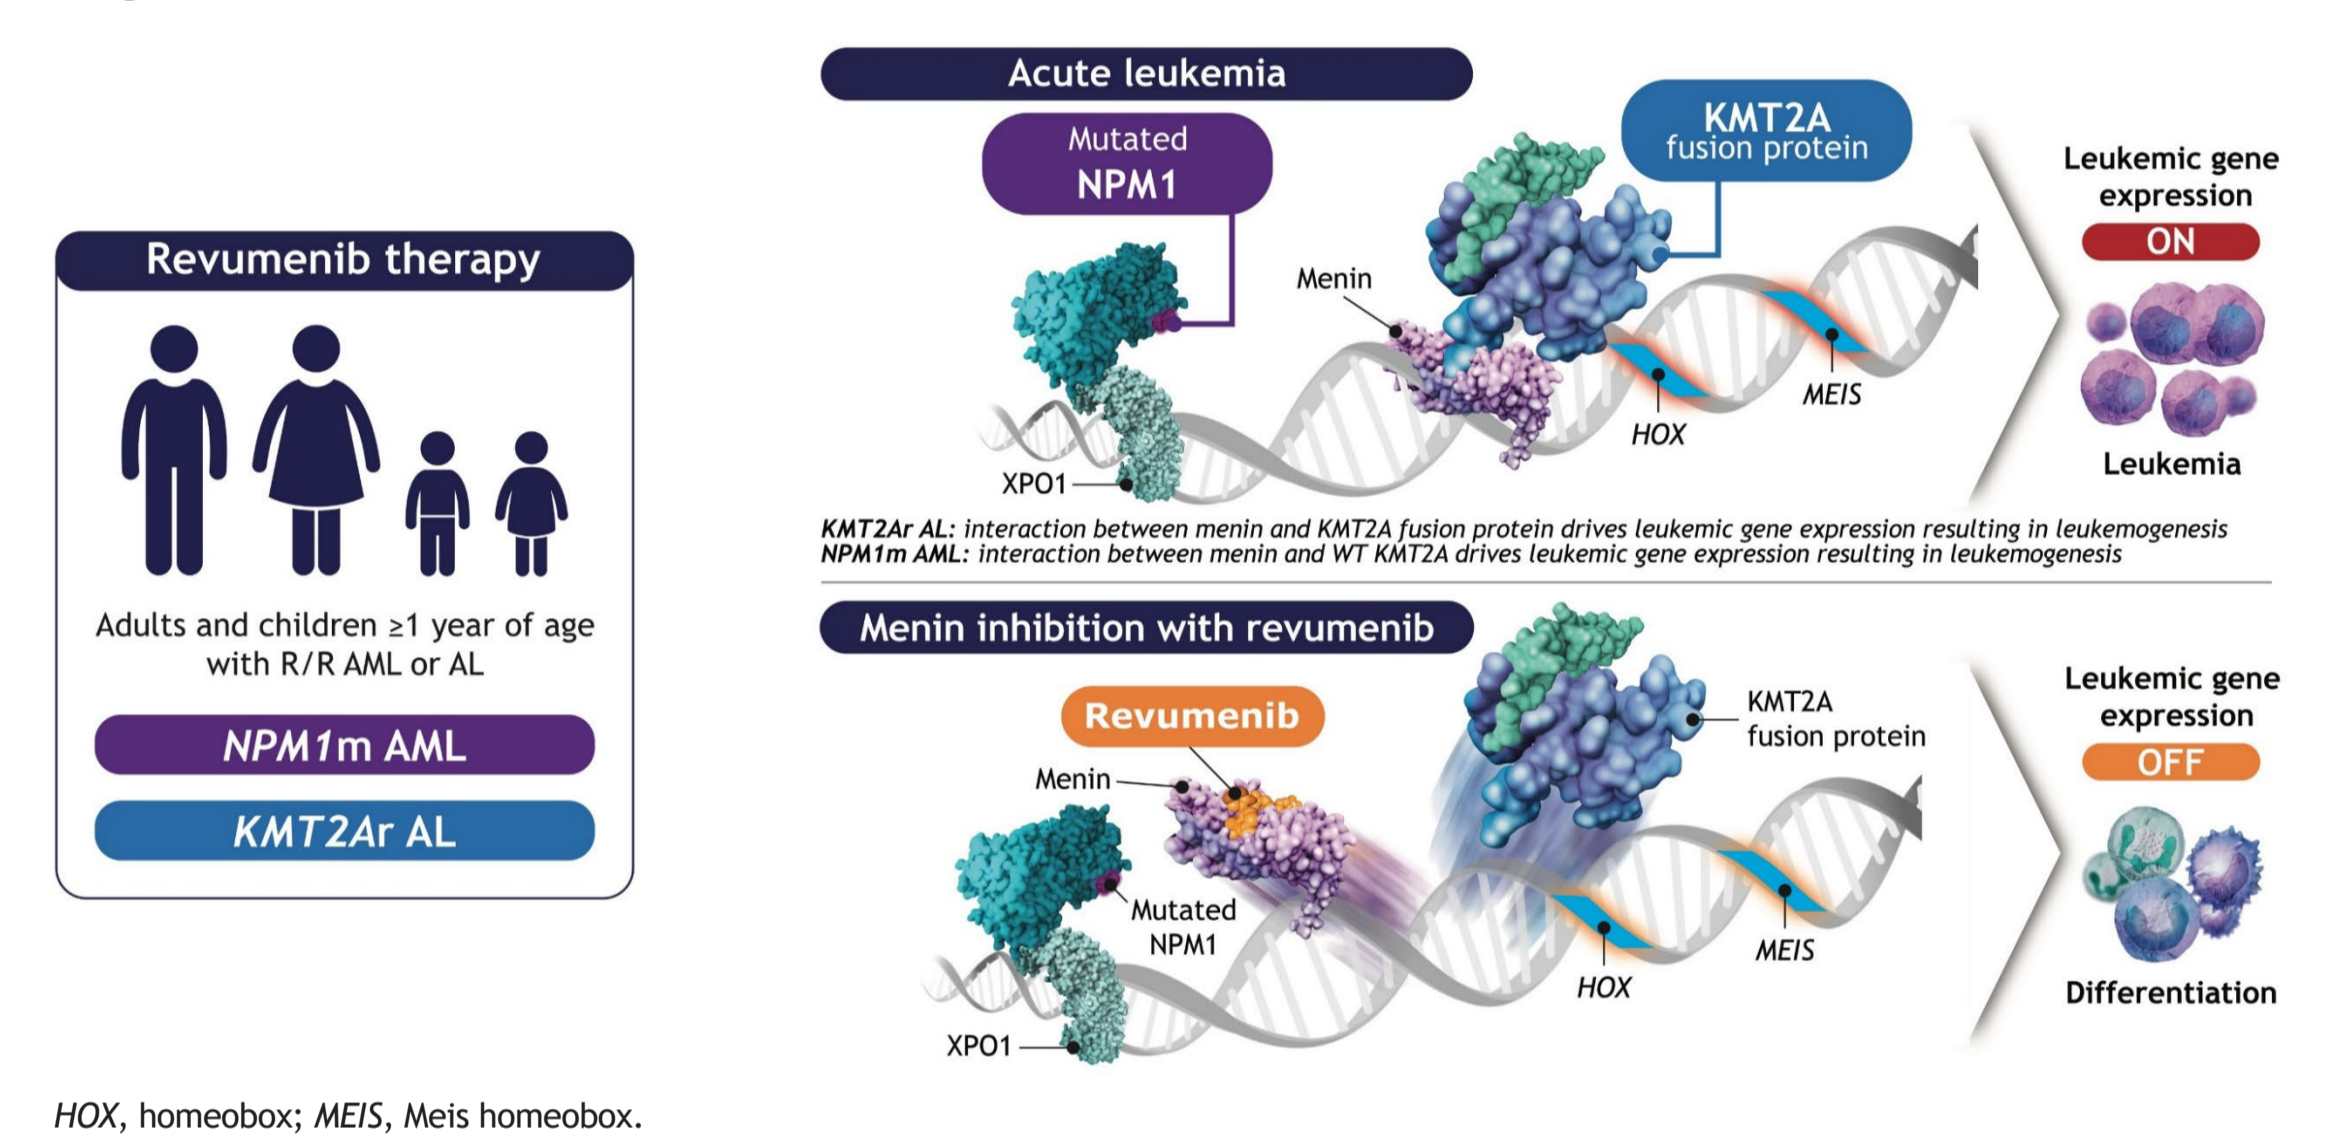 Revumenib therapy
Adults and children ≥1 year of age
with R/R AML or AL
NPM1m AML
KMT2Ar AL
Acute leukemia
Mutated
NPM1
KMT2A
fusion protein
Menin
XPO1
HOX
MEIS
Leukemic gene
expression
ON
Leukemia
KMT2Ar AL: interaction between menin and KMT2A fusion protein drives leukemic gene expression resulting in leukemogenesis
NPM1m AML: interaction between menin and WT KMT2A drives leukemic gene expression resulting in leukemogenesis
Menin inhibition with revumenib
Revumenib
Menin
KMT2A
fusion protein
Mutated
NPM1
XPO1
HOX
MEIS
Leukemic gene
expression
OFF
Differentiation
HOX, homeobox; MEIS, Meis homeobox.